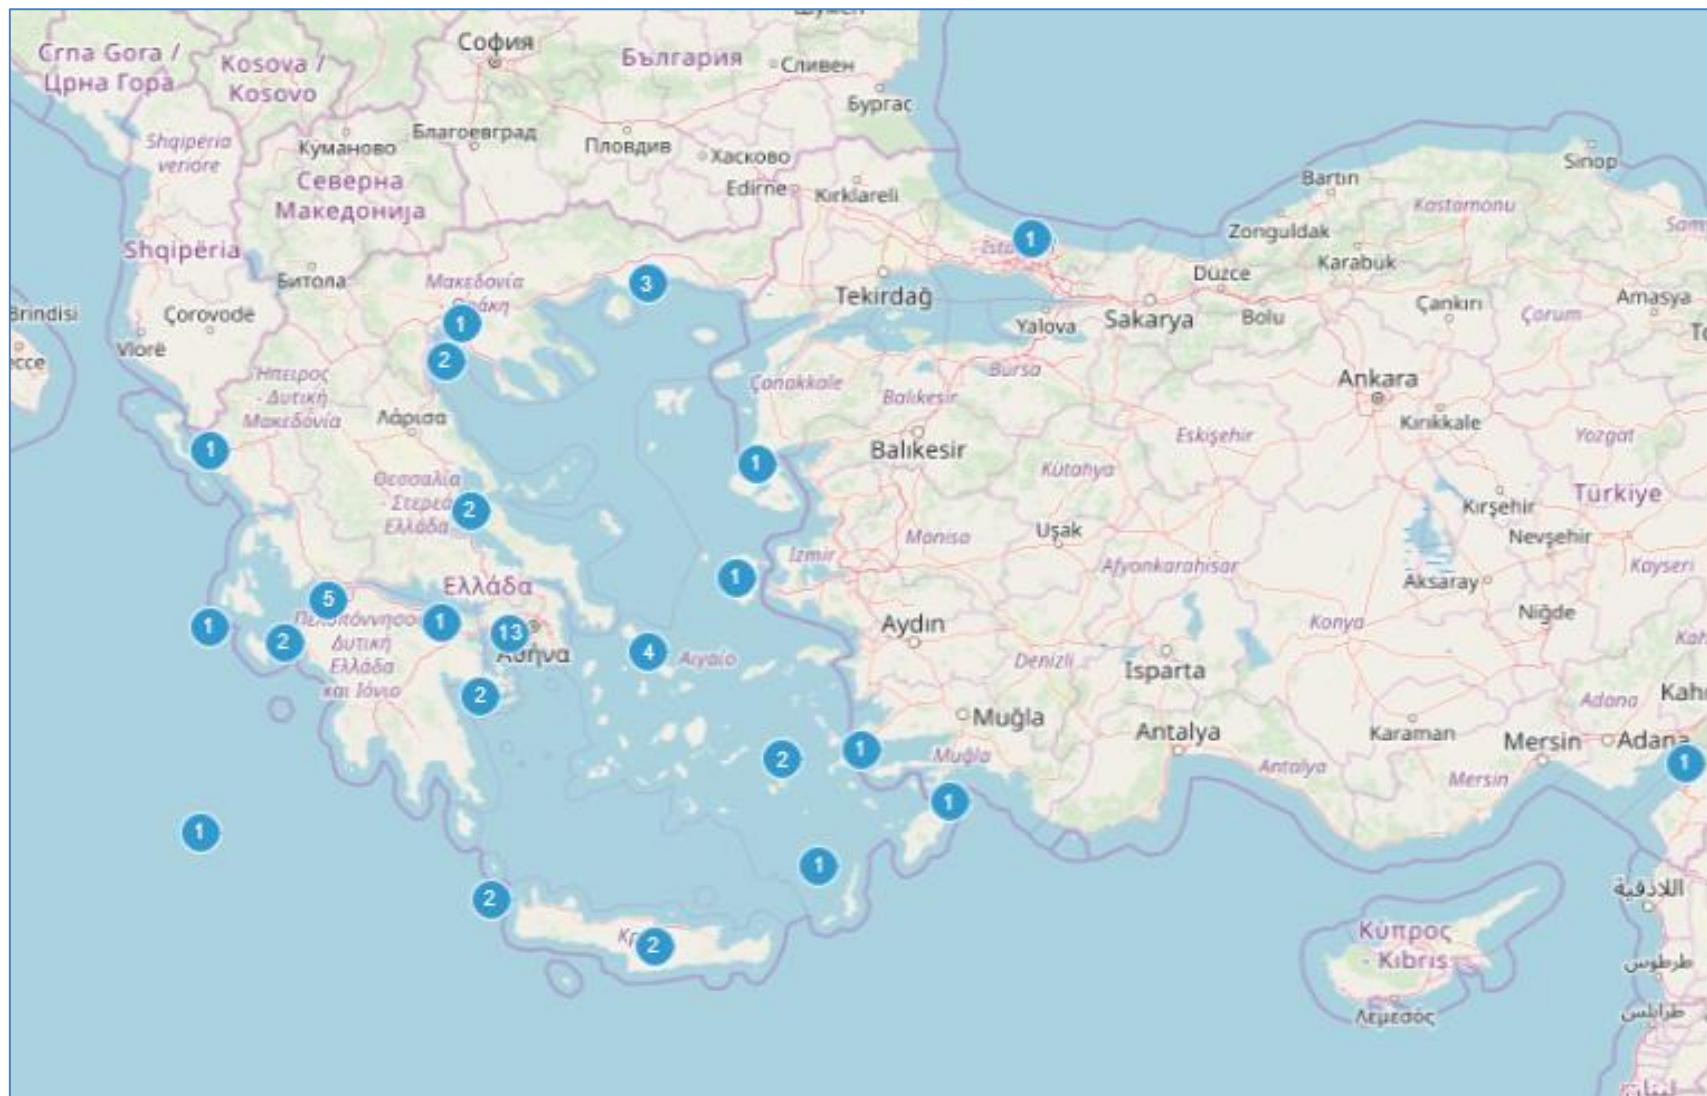 София
Crna Gora /
Црна Гора
Kosova /
Kosovo
България
Сливен
Бургас
Shqipëria
veriore
Куманово
Благоевград
Пловдив
Хасково
Северна
Македонија
Edirne
Kırklareli
Bartın
Sinop
Kastamonu
Shqipëria
Битола
Μακεδονία
3
1
Zonguldak
Karabuk
Düzce
Brindisi
Çorovodë
1
Tekirdağ
Yalova
Sakarya
Bolu
Çankırı
Çorum
Amasya
Vlorë
2
Ήπειρος
- Δυτική
Μακεδονία
Λάρισα
Çanakkale
Balıkesir
Bursa
Ankara
Kırıkkale
1
1
Balıkesir
Kütahya
Eskişehir
Yozgat
Θεσσαλία
- Στερεά
Ελλάδα
2
Manisa
Uşak
Kırşehir
Türkiye
Nevşehir
İzmir
Afyonkarahisar
Aksaray
Kayseri
Ελλάδα
1
5
1
2
Δυτική
Ελλάδα
και Ιόνιο
1
13
Αθήνα
4
Αιγαίο
Aydın
Denizli
Isparta
Konya
Niğde
2
Muğla
Muğla
Antalya
Antalya
Karaman
Mersin
Mersin
Adana
Adana
1
2
1
1
1
1
2
2
Κύπρος
- Kıbrıs
Λεμεσός
اللاذقية
طرطوس
طرابلس